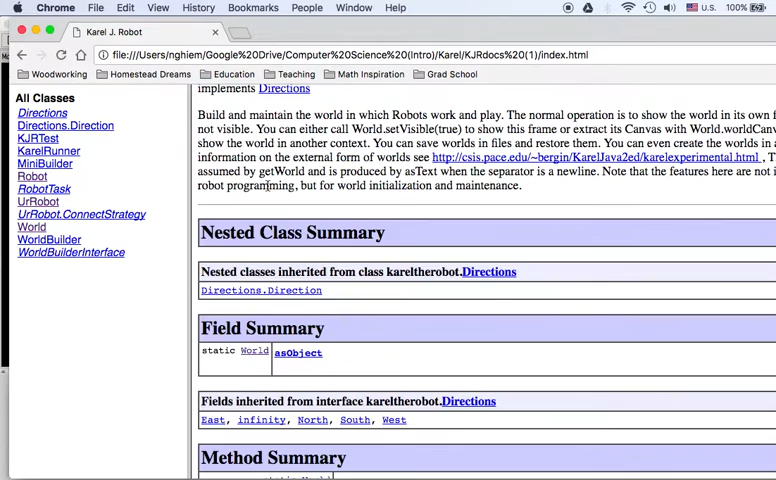 Chrome File Edit View History Bookmarks People Window Help U.S. 100%
Karel J. Robot
file:///Users/nghiem/Google%20Drive/Computer%20Science%20(Intro)/Karel/KJRdocs%20(1)/index.html
Woodworking Homestead Dreams Education Teaching Math Inspiration Grad School
All Classes
Directions
Directions.Direction
KJRTest
KarelRunner
MiniBuilder
Robot
RobotTask
UrRobot
UrRobot.ConnectStrategy
World
WorldBuilder
WorldBuilderInterface
implements Directions
Build and maintain the world in which Robots work and play. The normal operation is to show the world in its own f
not visible. You can either call World.setVisible(true) to show this frame or extract its Canvas with World.worldCanv
show the world in another context. You can save worlds in files and restore them. You can even create the worlds in a
information on the external form of worlds see http://csis.pace.edu/~bergin/KarelJava2ed/karelexperimental.html , T
assumed by getWorld and is produced by asText when the separator is a newline. Note that the features here are not i
robot programming, but for world initialization and maintenance.
Nested Class Summary
Nested classes inherited from class kareltherobot.Directions
Directions.Direction
Field Summary
static World asObject
Fields inherited from interface kareltherobot.Directions
East, infinity, North, South, West
Method Summary